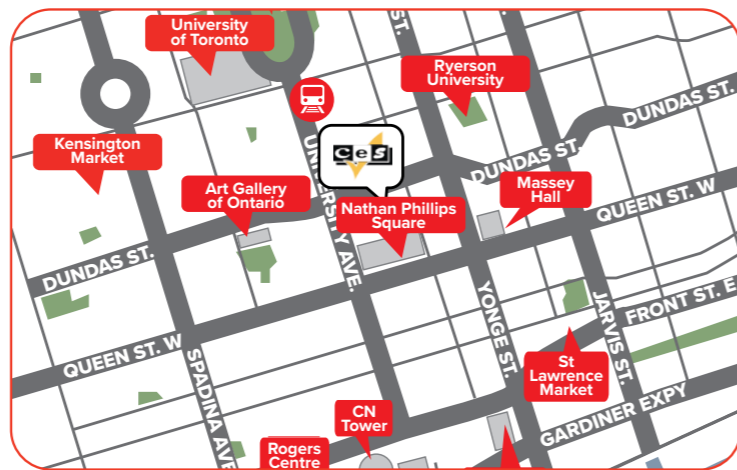 University
of Toronto
ST.
Ryerson
University
DUNDAS ST.
Kensington
Market
ces
UNIVERSITY AVE.
DUNDAS ST.
Art Gallery
of Ontario
Massey
Hall
Nathan Phillips
Square
QUEEN ST. W
DUNDAS ST.
YONGE ST.
JARVIS ST.
FRONT ST. E
QUEEN ST. W
SPADINA AVE.
St
Lawrence
Market
CN
Tower
GARDINER EXPY
Rogers
Centre